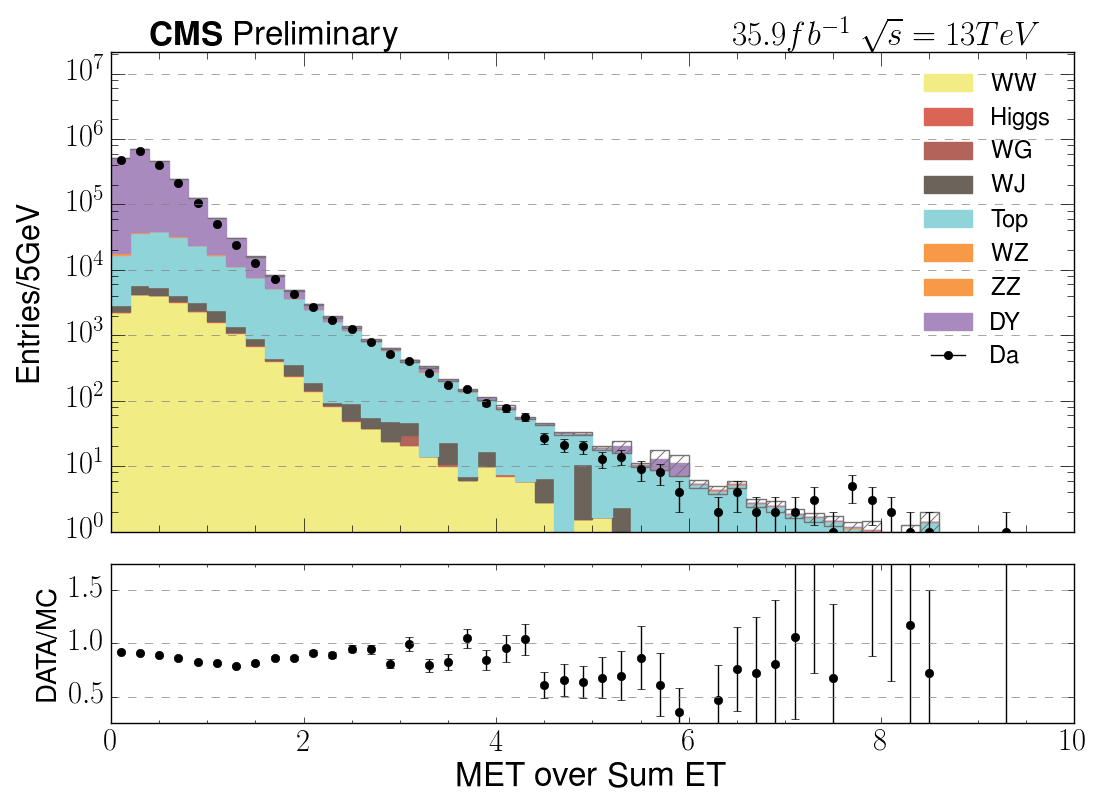 CMS Preliminary
35.9fb⁻¹ √s = 13TeV
Entries/5GeV
10⁷
10⁶
10⁵
10⁴
10³
10²
10¹
10⁰
WW
Higgs
WG
WJ
Top
WZ
ZZ
DY
Da
DATA/MC
1.5
1.0
0.5
0 2 4 6 8 10
MET over Sum ET